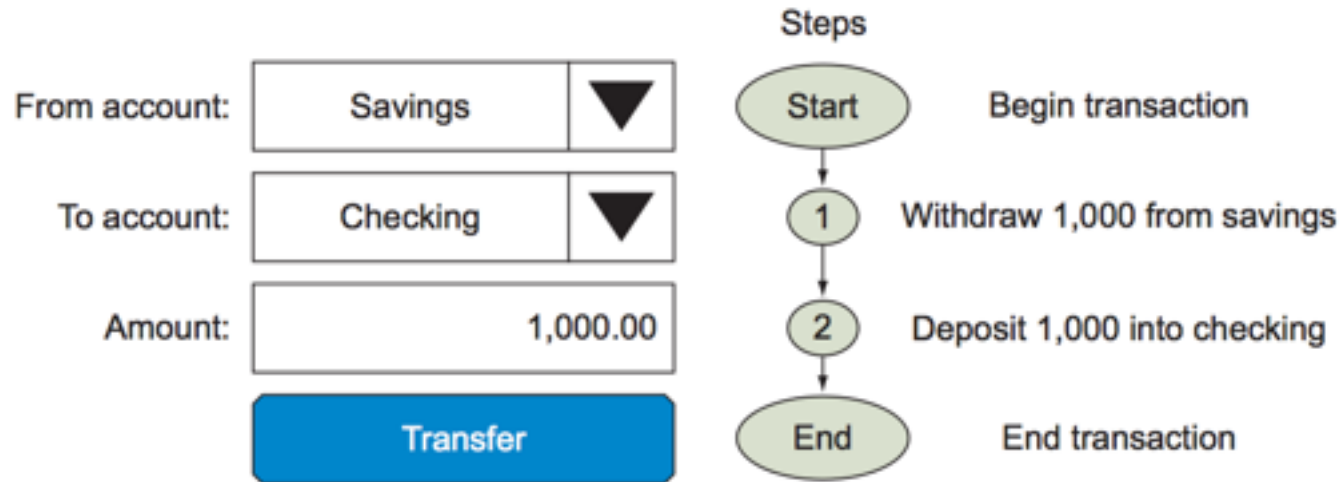 Steps
From account:
Savings
Start
Begin transaction
To account:
Checking
1
Withdraw 1,000 from savings
Amount:
1,000.00
2
Deposit 1,000 into checking
Transfer
End
End transaction